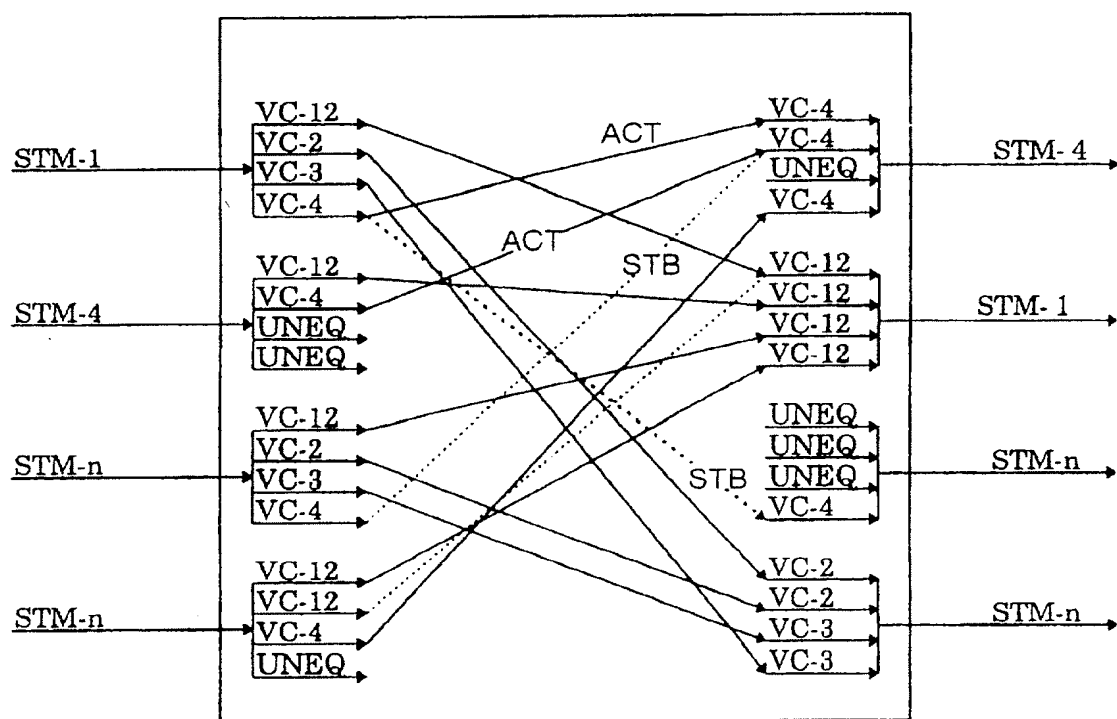 STM-1
VC-12
VC-2
VC-3
VC-4
STM-4
VC-12
VC-4
UNEQ
UNEQ
STM-n
VC-12
VC-2
VC-3
VC-4
STM-n
VC-12
VC-12
VC-4
UNEQ
ACT
ACT
STB
STB
VC-4
VC-4
UNEQ
VC-4
STM- 4
VC-12
VC-12
VC-12
VC-12
STM- 1
UNEQ
UNEQ
UNEQ
VC-4
STM-n
VC-2
VC-2
VC-3
VC-3
STM-n